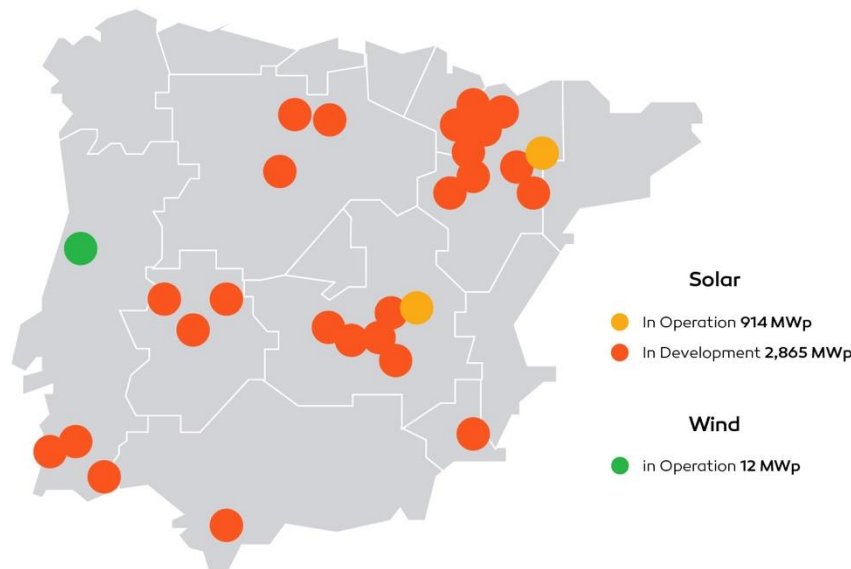 Solar
In Operation 914 MWp
In Development 2,865 MWp
Wind
in Operation 12 MWp